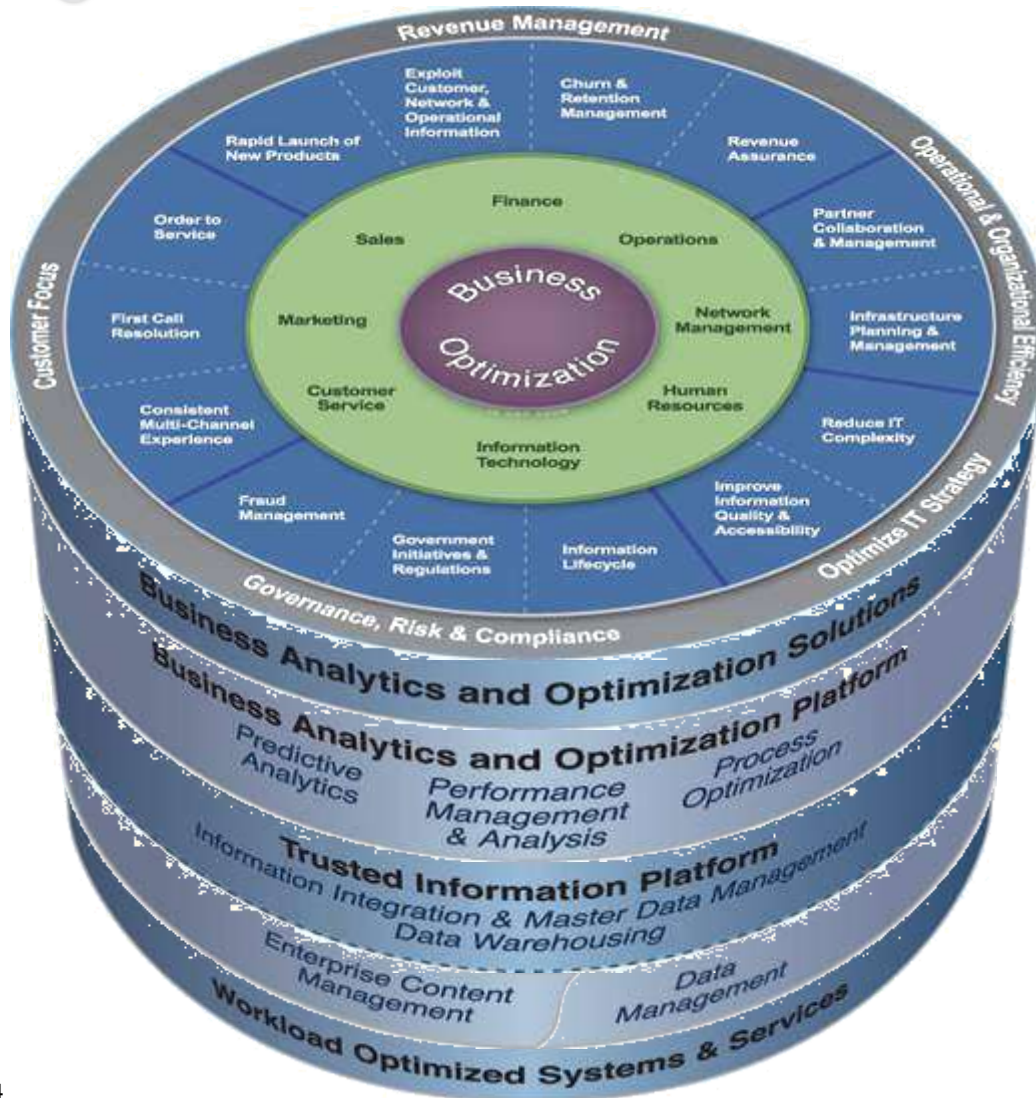 Revenue Management
Exploit
Customer,
Network &
Operational
Information
Churn &
Retention
Management
Rapid Launch of
New Products
Revenue
Assurance
Operational & Organizational Efficiency
Order to
Service
Partner
Collaboration
& Management
Customer Focus
First Call
Resolution
Infrastructure
Planning &
Management
Consistent
Multi-Channel
Experience
Reduce IT
Complexity
Fraud
Management
Government
Initiatives &
Regulations
Information
Lifecycle
Improve
Information
Quality &
Accessibility
Optimize IT Strategy
Governance, Risk & Compliance
Finance
Sales
Operations
Marketing
Network
Management
Customer
Service
Human
Resources
Information
Technology
Business
Optimization
Business Analytics and Optimization Solutions
Business Analytics and Optimization Platform
Predictive
Analytics
Performance
Management
& Analysis
Process
Optimization
Trusted Information Platform
Information Integration & Master Data Management
Data Warehousing
Enterprise Content
Management
Data
Management
Workload Optimized Systems & Services
4